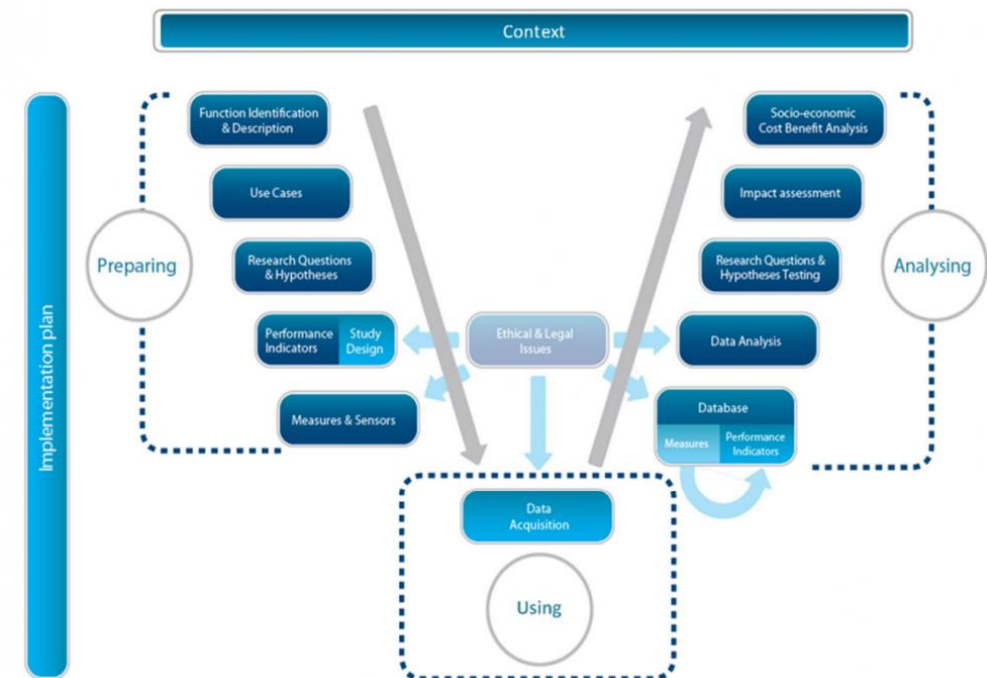 Context
Implementation plan
Preparing
Function Identification
& Description
Use Cases
Research Questions
& Hypotheses
Performance
Indicators
Study
Design
Measures & Sensors
Ethical & Legal
Issues
Data
Acquisition
Using
Socio-economic
Cost Benefit Analysis
Impact assessment
Research Questions &
Hypotheses Testing
Data Analysis
Database
Measures
Performance
Indicators
Analysing